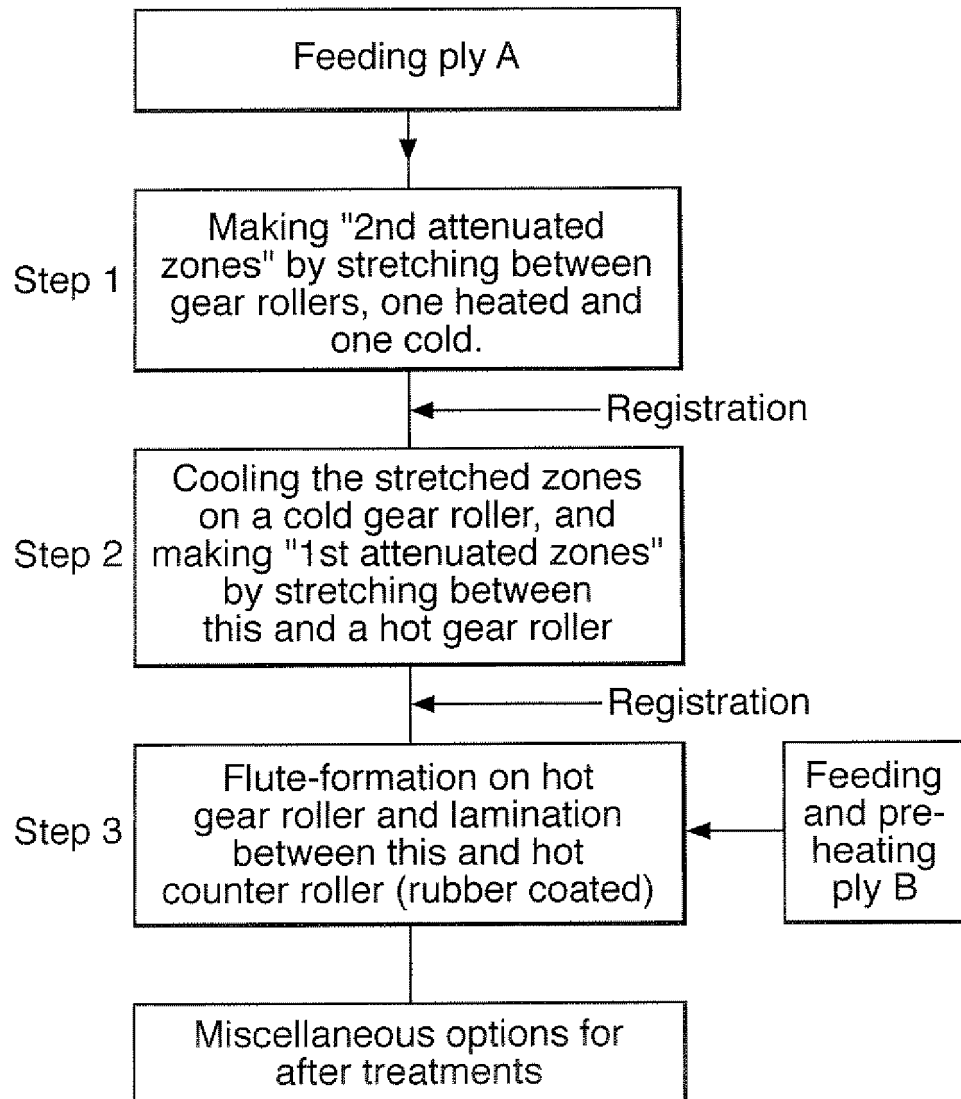 Feeding ply A
Step 1
Making "2nd attenuated
zones" by stretching between
gear rollers, one heated and
one cold.
Registration
Step 2
Cooling the stretched zones
on a cold gear roller, and
making "1st attenuated zones"
by stretching between
this and a hot gear roller
Registration
Step 3
Flute-formation on hot
gear roller and lamination
between this and hot
counter roller (rubber coated)
Feeding
and pre-
heating
ply B
Miscellaneous options for
after treatments